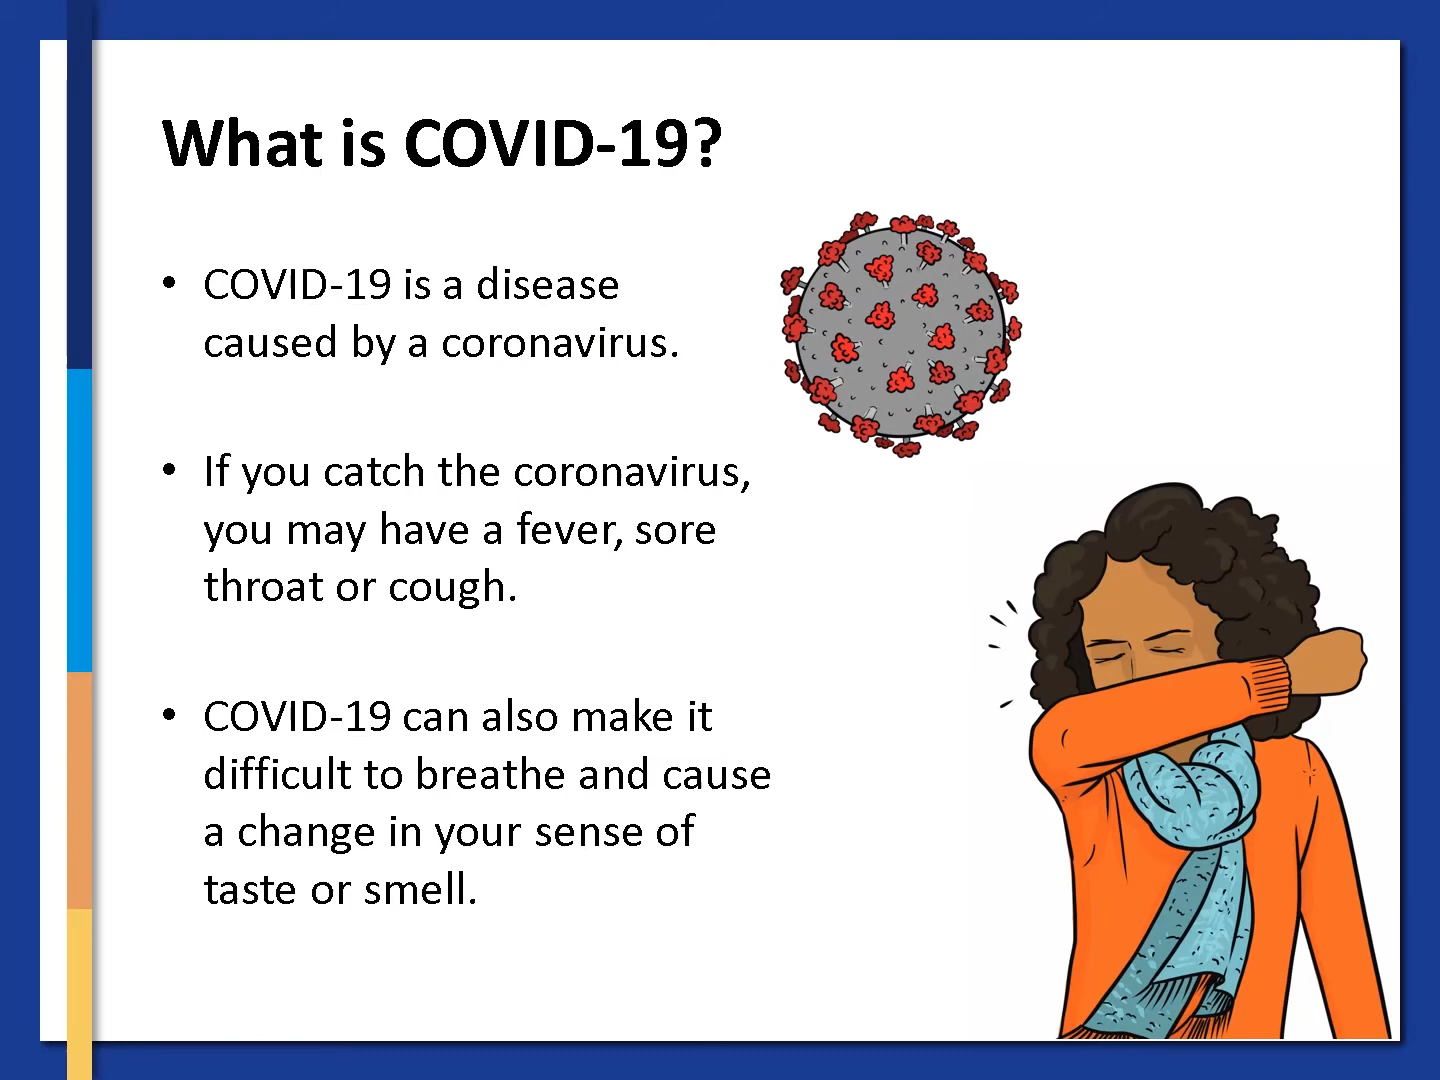 What is COVID-19?
• COVID-19 is a disease
caused by a coronavirus.
• If you catch the coronavirus,
you may have a fever, sore
throat or cough.
• COVID-19 can also make it
difficult to breathe and cause
a change in your sense of
taste or smell.